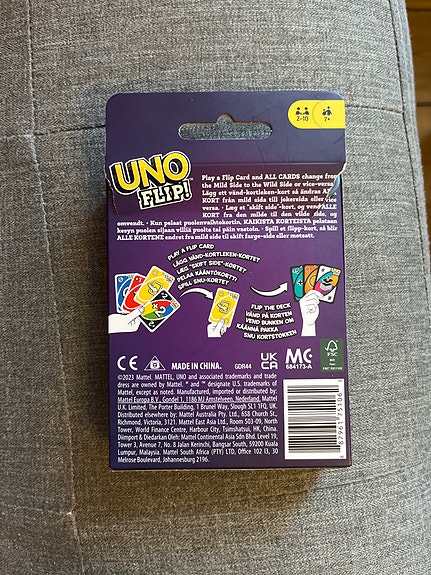 2-10
7+
UNO
FLIP!
TM
Play a Flip Card and ALL CARDS change from
the Mild Side to the Wild Side or vice-versa.
Lägg ett vänd-kortleken-kort så ändras
KORT från mild sida till jokersida eller vice
versa. • Læg et "skift side"-kort, og vend ALLE
KORT fra den milde til den vilde side, og
omvendt. • Kun pelaat puolenvaihtokortin, KAIKISTA KORTEISTA pelataan
kesyn puolen sijaan villiä puolta tai päin vastoin. • Spill et flipp-kort, så blir
ALLE KORTENE endret fra mild side til skift farge-side eller motsatt.
PLAY A FLIP CARD
LÄGG VÄND-KORTLEKEN-KORTET
LÆG "SKIFT SIDE"-KORTET
PELAA KÄÄNTÖKORTTI
SPILL SNU-KORTET
FLIP THE DECK
VÄND PÅ KORTEN
VEND BUNKEN OM
KÄÄNNÄ PAKKA
SNU KORTSTOKKEN
CE
MADE IN CHINA.
GDR44
UK
CA
MC
684173-A
FSC
©2023 Mattel. MATTEL, UNO and associated trademarks and trade
dress are owned by Mattel. ® and ™ designate U.S. trademarks of
Mattel, except as noted. Manufactured, imported or distributed by:
Mattel Europa B.V., Gondel 1, 1186 MJ Amstelveen, Nederland. Mattel
U.K. Limited, The Porter Building, 1 Brunel Way, Slough SL1 1FQ, UK.
Distributed elsewhere by: Mattel Australia Pty. Ltd., 658 Church St.,
Richmond, Victoria, 3121. Mattel East Asia Ltd., Room 503-09, North
Tower, World Finance Centre, Harbour City, Tsimshatsui, HK, China.
Diimport & Diedarkan Oleh: Mattel Continental Asia Sdn Bhd. Level 19,
Tower 3, Avenue 7, No. 8 Jalan Kerinchi, Bangsar South, 59200 Kuala
Lumpur, Malaysia. Mattel South Africa (PTY) LTD, Office 102 I3, 30
Melrose Boulevard, Johannesburg 2196.
8 87961 75106 2